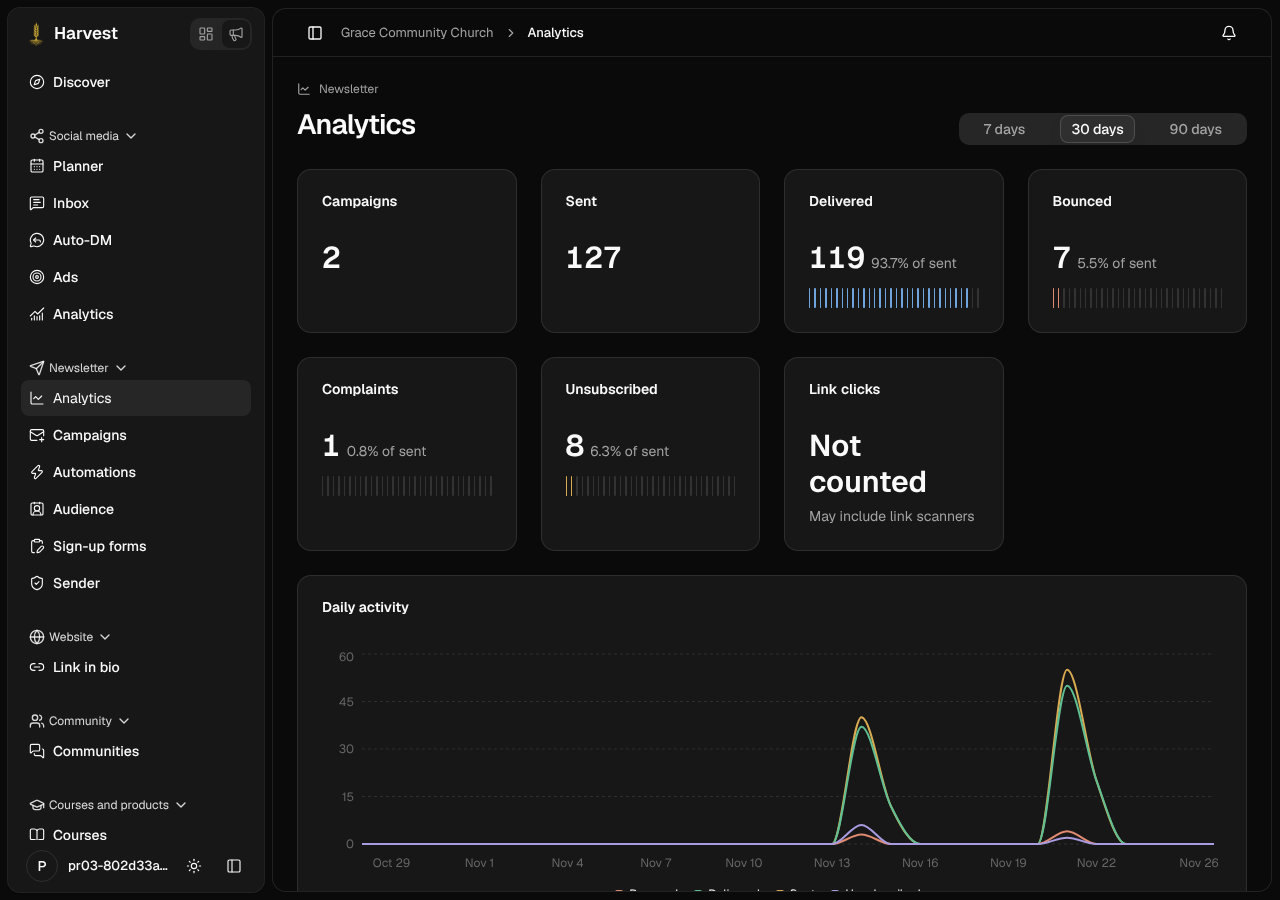 Harvest
Discover
Social media
Planner
Inbox
Auto-DM
Ads
Analytics
Newsletter
Analytics
Campaigns
Automations
Audience
Sign-up forms
Sender
Website
Link in bio
Community
Communities
Courses and products
Courses
P
pr03-802d33a...
Grace Community Church
Analytics
Newsletter
Analytics
7 days
30 days
90 days
Campaigns
2
Sent
127
Delivered
119 93.7% of sent
Bounced
7 5.5% of sent
Complaints
1 0.8% of sent
Unsubscribed
8 6.3% of sent
Link clicks
Not
counted
May include link scanners
Daily activity
60
45
30
15
0
Oct 29
Nov 1
Nov 4
Nov 7
Nov 10
Nov 13
Nov 16
Nov 19
Nov 22
Nov 26